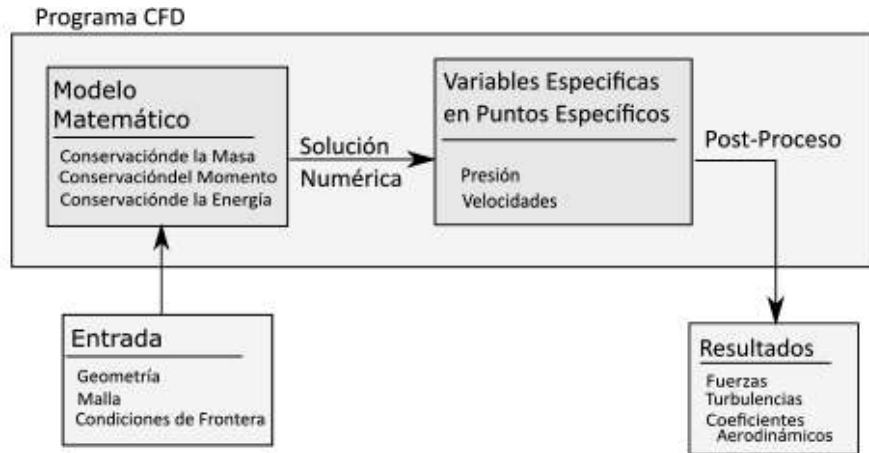 Programa CFD
Modelo
Matemático
Conservaciónde la Masa
Conservacióndel Momento
Conservaciónde la Energía
Solución
Numérica
Variables Especificas
en Puntos Específicos
Presión
Velocidades
Post-Proceso
Entrada
Geometría
Malla
Condiciones de Frontera
Resultados
Fuerzas
Turbulencias
Coeficientes
Aerodinámicos